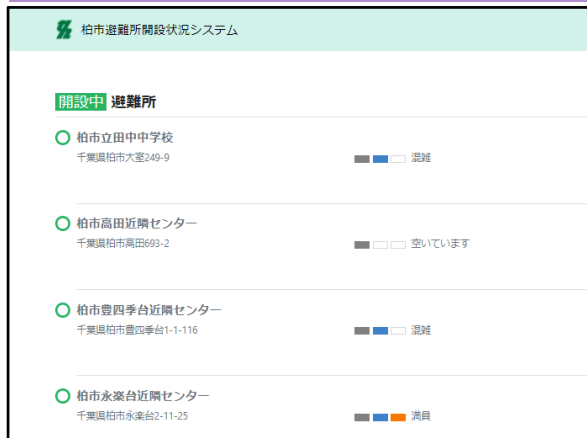 柏市避難所開設状況システム
開設中 避難所
柏市立田中中学校
千葉県柏市大室249-9
混雑
柏市高田近隣センター
千葉県柏市高田693-2
空いています
柏市豊四季台近隣センター
千葉県柏市豊四季台1-1-116
混雑
柏市永楽台近隣センター
千葉県柏市永楽台2-11-25
満員